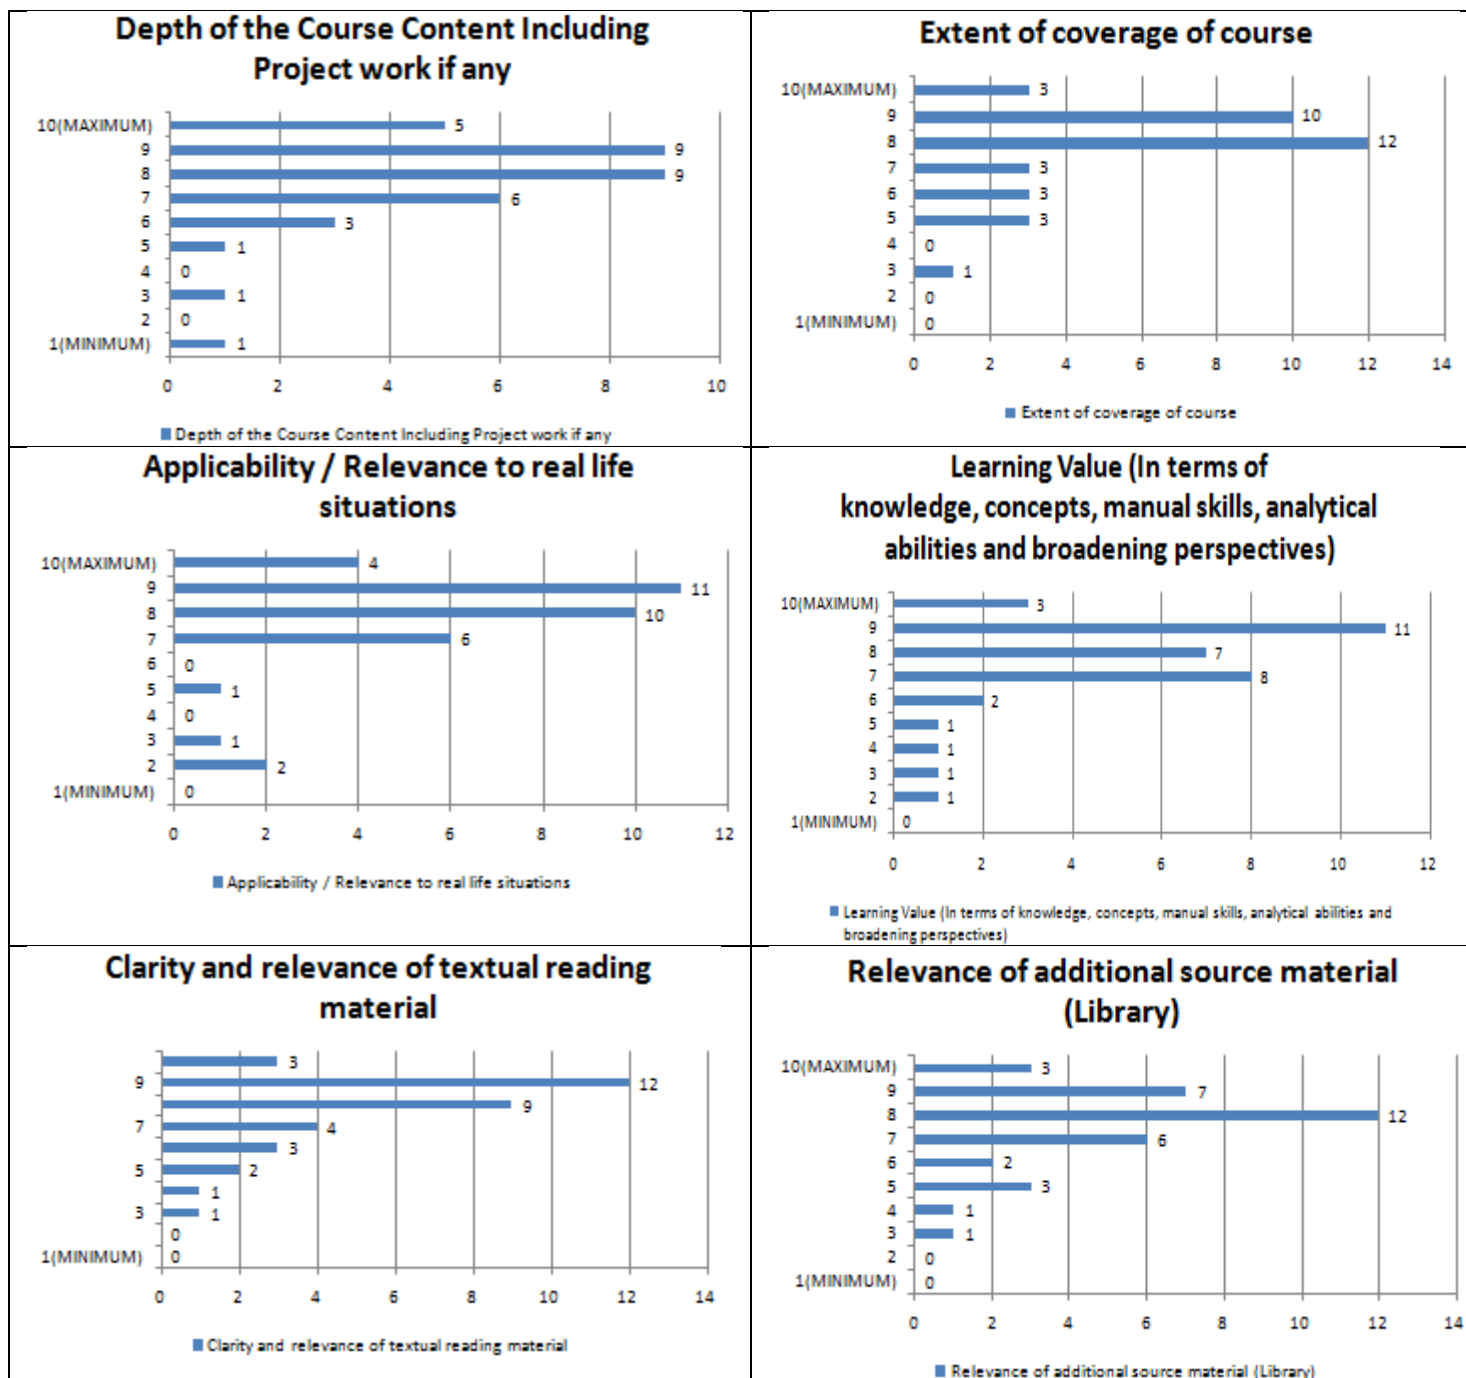 Depth of the Course Content Including
Project work if any
10(MAXIMUM) 5
9 9
8 9
7 6
6 3
5 1
4 0
3 1
2 0
1(MINIMUM) 1
0 2 4 6 8 10
Depth of the Course Content Including Project work if any
Extent of coverage of course
10(MAXIMUM) 3
9 10
8 12
7 3
6 3
5 3
4 0
3 1
2 0
1(MINIMUM) 0
0 2 4 6 8 10 12 14
Extent of coverage of course
Applicability / Relevance to real life
situations
10(MAXIMUM) 4
9 11
8 10
7 6
6 0
5 1
4 0
3 1
2 2
1(MINIMUM) 0
0 2 4 6 8 10 12
Applicability / Relevance to real life situations
Learning Value (In terms of
knowledge, concepts, manual skills, analytical
abilities and broadening perspectives)
10(MAXIMUM) 3
9 11
8 7
7 8
6 2
5 1
4 1
3 1
2 1
1(MINIMUM) 0
0 2 4 6 8 10 12
Learning Value (In terms of knowledge, concepts, manual skills, analytical abilities and
broadening perspectives)
Clarity and relevance of textual reading
material
3
9 12
9
7 4
3
5 2
1
3 1
0
1(MINIMUM) 0
0 2 4 6 8 10 12 14
Clarity and relevance of textual reading material
Relevance of additional source material
(Library)
10(MAXIMUM) 3
9 7
8 12
7 6
6 2
5 3
4 1
3 1
2 0
1(MINIMUM) 0
0 2 4 6 8 10 12 14
Relevance of additional source material (Library)